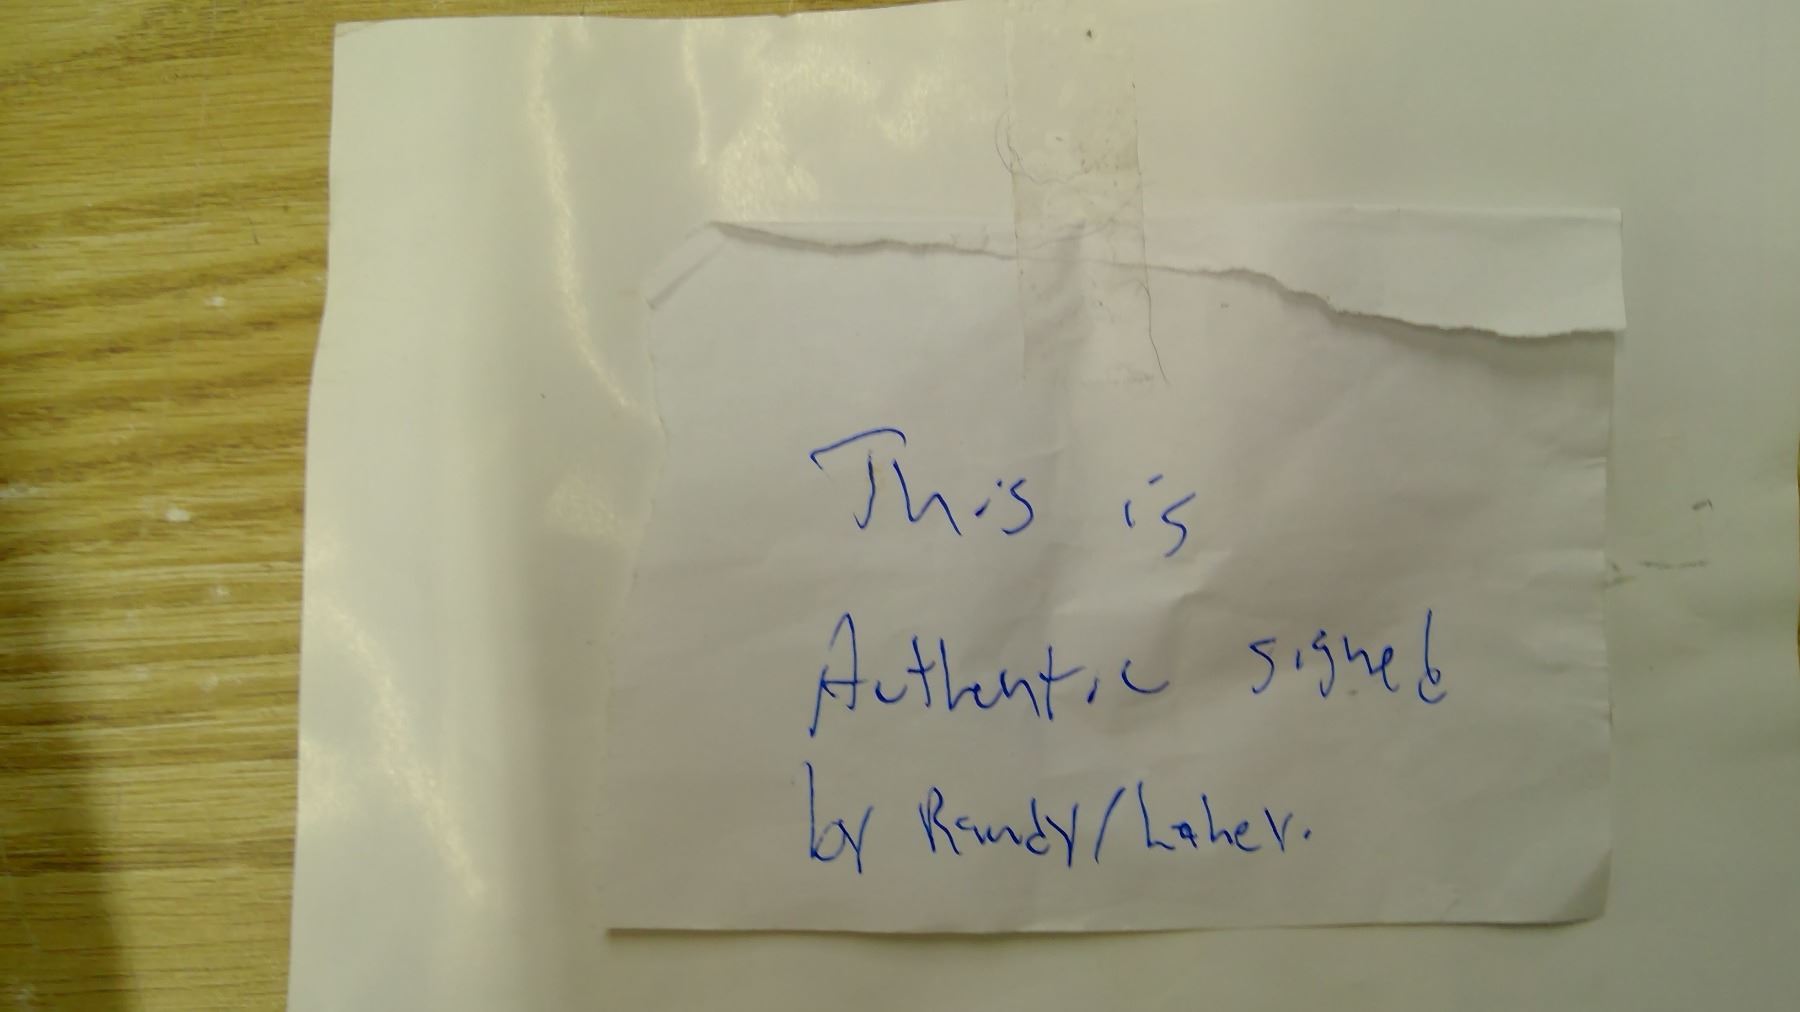 This is
Authentic signed
by Randy/Laher.